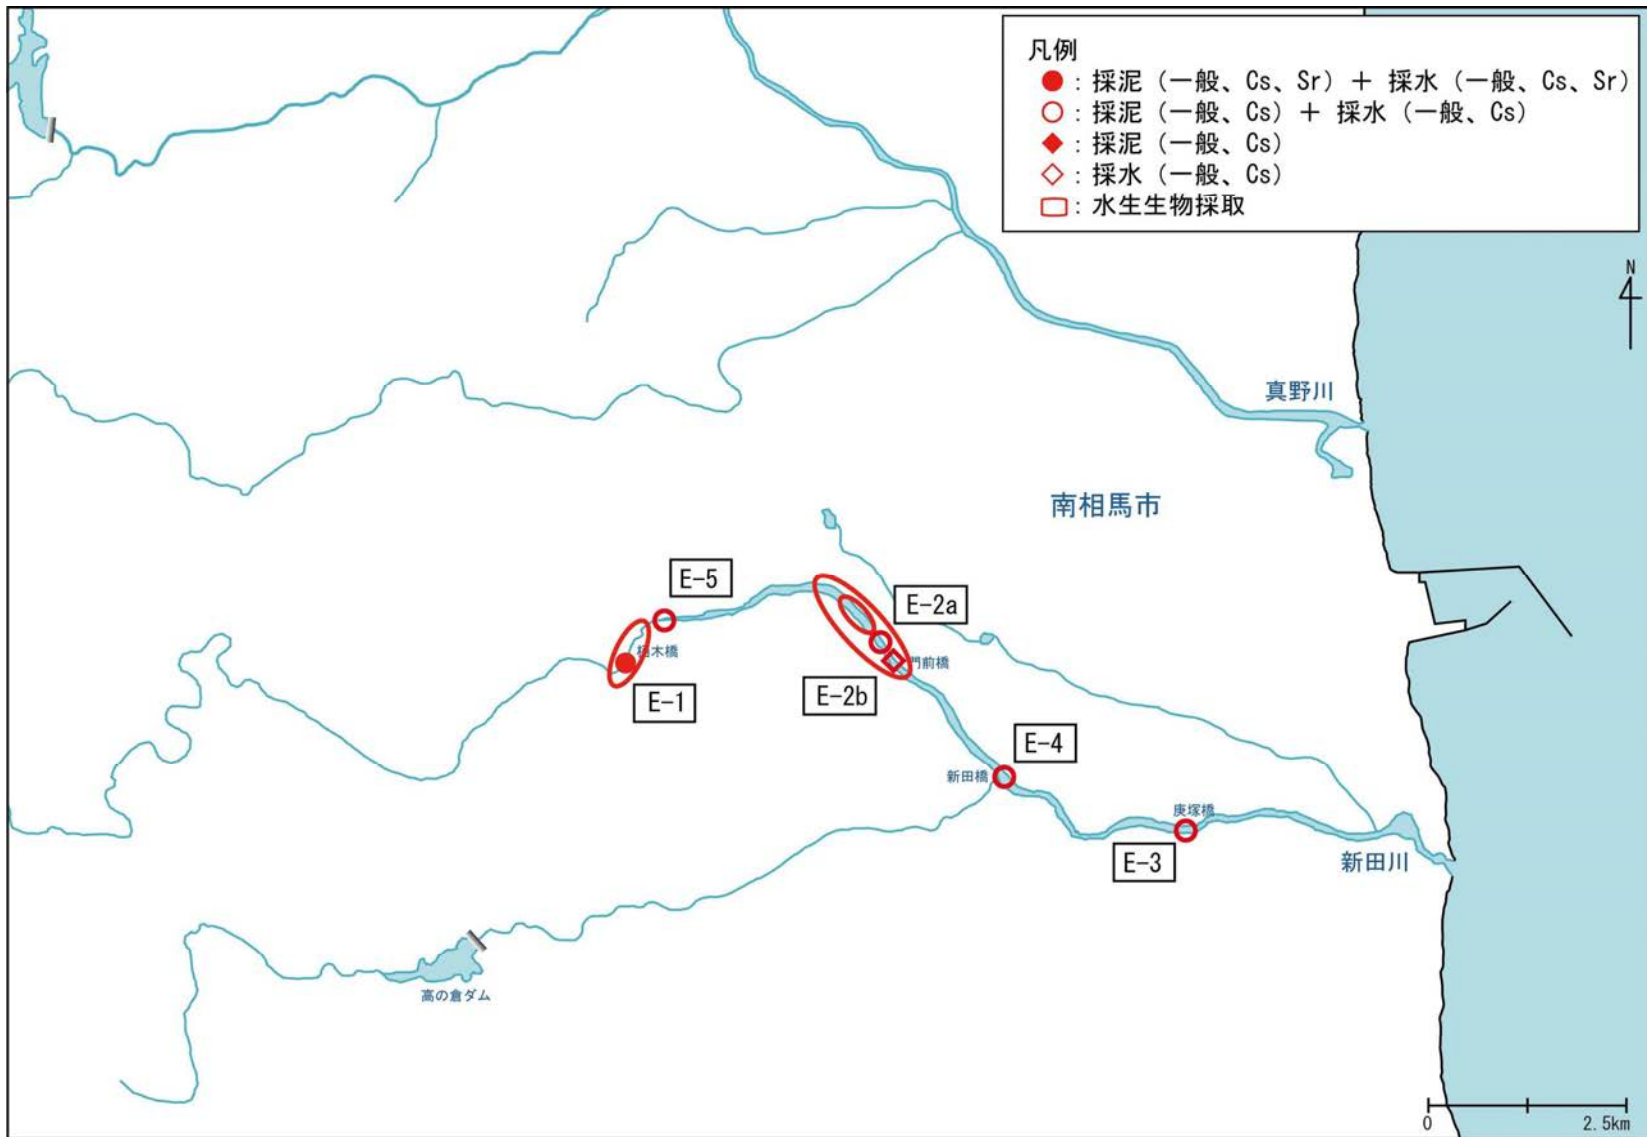 凡例
●：採泥（一般、Cs、Sr）＋ 採水（一般、Cs、Sr）
○：採泥（一般、Cs）＋ 採水（一般、Cs）
◆：採泥（一般、Cs）
◇：採水（一般、Cs）
：水生生物採取
N
真野川
南相馬市
E-5
E-2a
木橋
門前橋
E-1
E-2b
E-4
新田橋
庚塚橋
E-3
新田川
高の倉ダム
0
2.5km